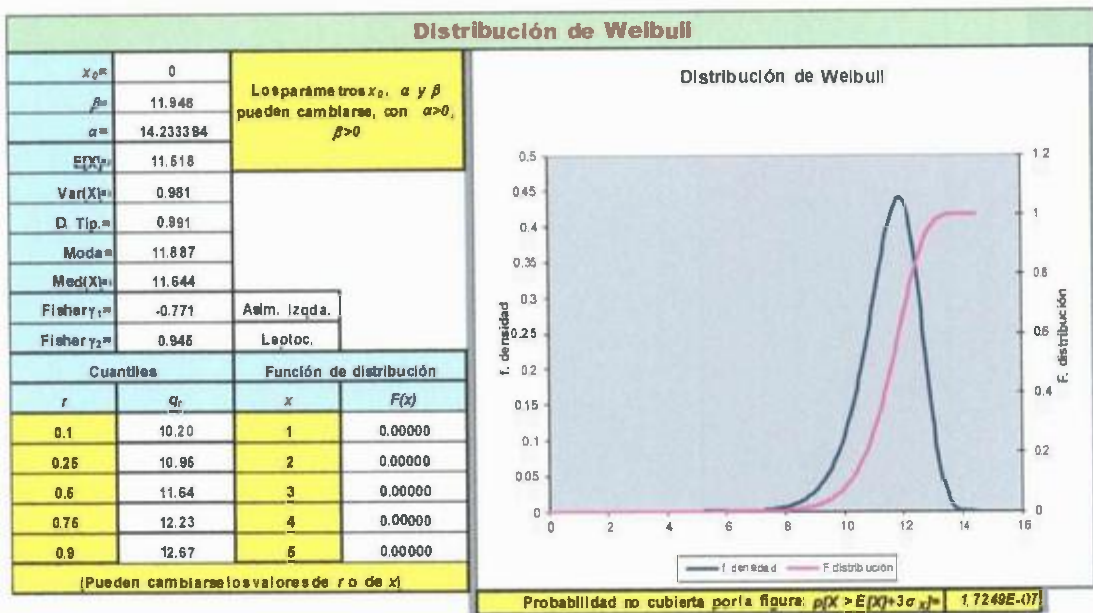 Distribución de Weibull
x₀= 0
β= 11.948
α= 14.233394
E[X]= 11.518
Var(X)= 0.981
D. Tip.= 0.991
Moda= 11.887
Med(X)= 11.644
Fisher γ₁= -0.771 Asim. Izqda.
Fisher γ₂= 0.945 Leptoc.
Los parámetros x₀, α y β
pueden cambiarse, con α>0,
β>0
Cuantiles Función de distribución
r qᵣ x F(x)
0.1 10.20 1 0.00000
0.25 10.95 2 0.00000
0.5 11.64 3 0.00000
0.75 12.23 4 0.00000
0.9 12.67 5 0.00000
(Pueden cambiarse los valores de r o de x)
Distribución de Weibull
f. densidad
0.5
0.45
0.4
0.35
0.3
0.25
0.2
0.15
0.1
0.05
0
1.2
1
0.8
0.6
0.4
0.2
0
F. distribución
0 2 4 6 8 10 12 14 16
f densidad F distribución
Probabilidad no cubierta por la figura: p[X > E[X]+3σₓ]= 1.7249E-07